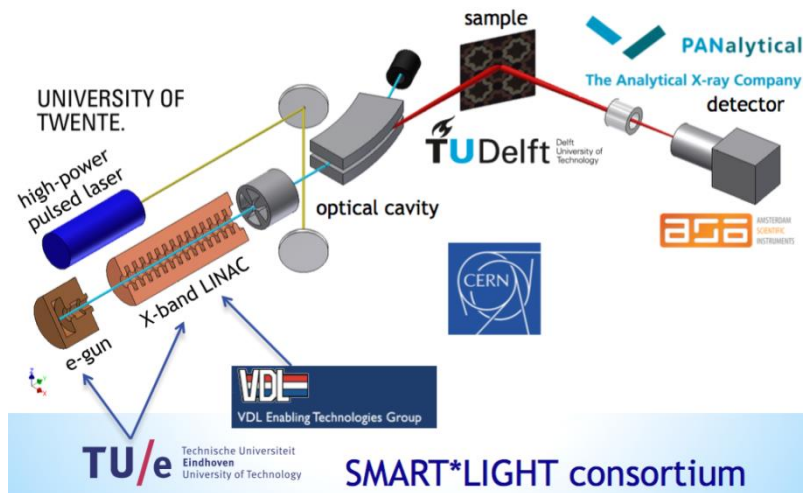 sample
PANalytical
The Analytical X-ray Company
detector
UNIVERSITY OF
TWENTE.
high-power
pulsed laser
TUDelft
Delft
University of
Technology
optical cavity
asi
AMSTERDAM
SCIENTIFIC
INSTRUMENTS
X-band LINAC
CERN
e-gun
VDL
VDL Enabling Technologies Group
TU/e
Technische Universiteit
Eindhoven
University of Technology
SMART*LIGHT consortium